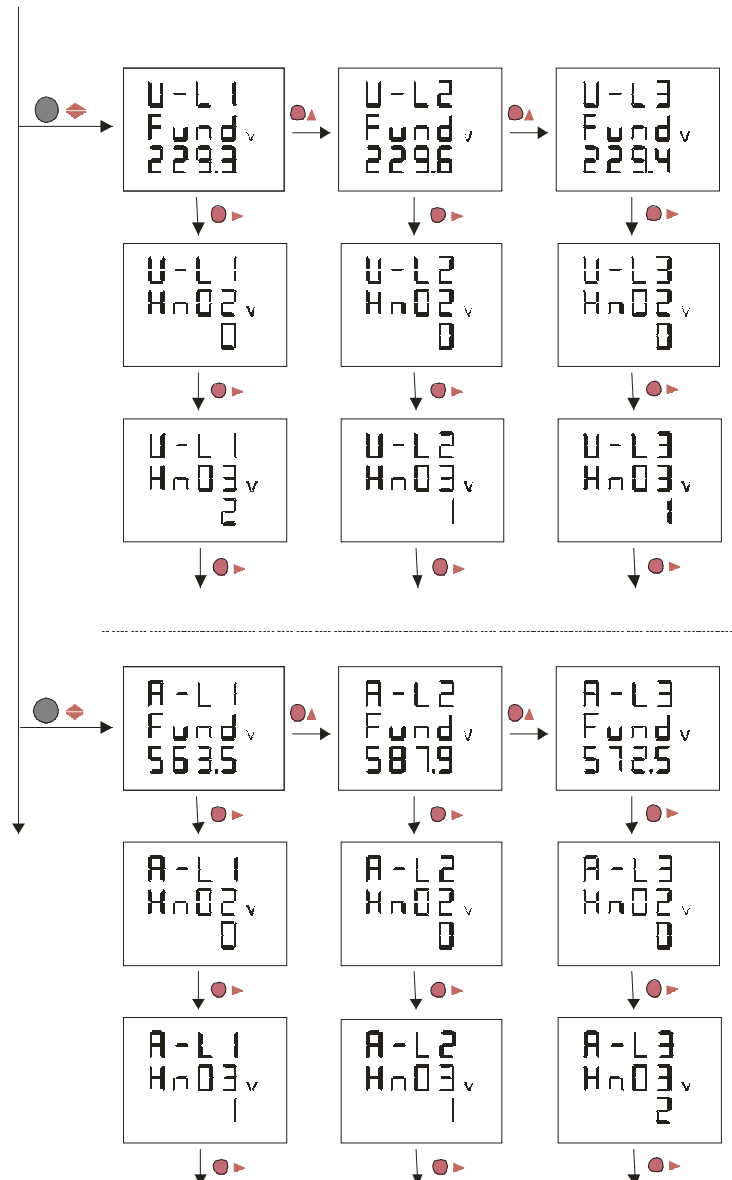 U-L1
Fund v
229.3
U-L2
Fund v
229.6
U-L3
Fund v
229.4
U-L1
Hn02 v
0
U-L2
Hn02 v
0
U-L3
Hn02 v
0
U-L1
Hn03 v
2
U-L2
Hn03 v
1
U-L3
Hn03 v
1
A-L1
Fund v
563.5
A-L2
Fund v
587.9
A-L3
Fund v
572.5
A-L1
Hn02 v
0
A-L2
Hn02 v
0
A-L3
Hn02 v
0
A-L1
Hn03 v
1
A-L2
Hn03 v
1
A-L3
Hn03 v
2